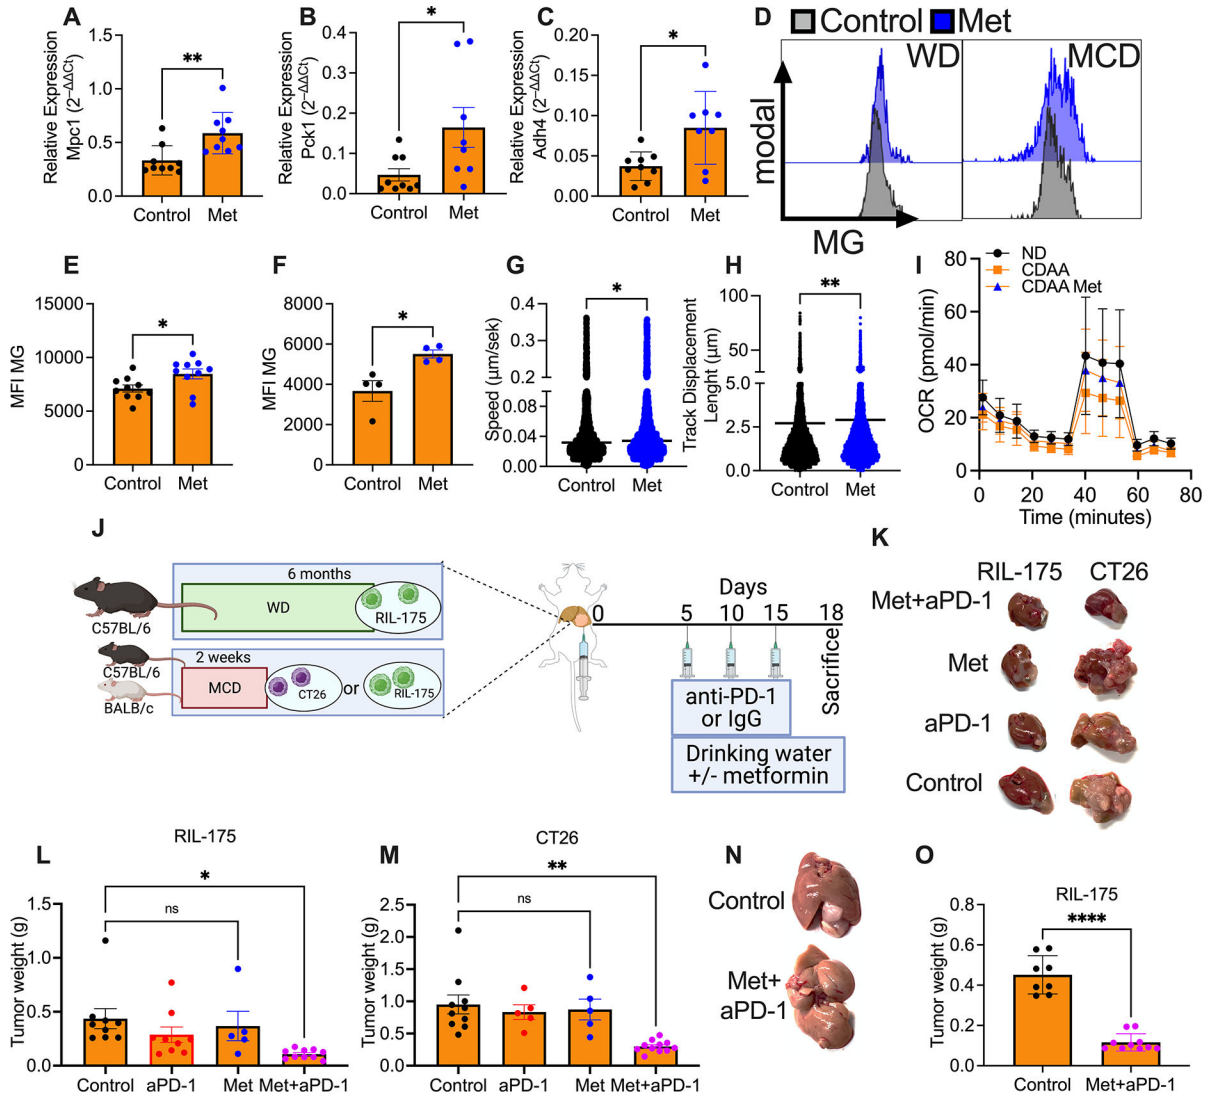 A
Relative Expression
Mpc1 (2⁻ΔΔCt)
1.5
1.0
0.5
0.0
**
Control
Met
B
Relative Expression
Pck1 (2⁻ΔΔCt)
0.4
0.3
0.2
0.1
0.0
*
Control
Met
C
Relative Expression
Adh4 (2⁻ΔΔCt)
0.20
0.15
0.10
0.05
0.00
*
Control
Met
D
Control
Met
WD
MCD
modal
MG
E
MFI MG
15000
10000
5000
0
*
Control
Met
F
MFI MG
8000
6000
4000
2000
0
*
Control
Met
G
Speed (µm/sek)
0.4
0.3
0.2
0.08
0.04
0.00
*
Control
Met
H
Track Displacement
Lenght (µm)
100
50
5.0
2.5
0.0
**
Control
Met
I
ND
CDAA
CDAA Met
OCR (pmol/min)
80
60
40
20
0
0
20
40
60
80
Time (minutes)
J
6 months
WD
RIL-175
C57BL/6
2 weeks
C57BL/6
MCD
CT26
or
RIL-175
BALB/c
Days
0
5
10
15
18
Sacrifice
anti-PD-1
or IgG
Drinking water
+/- metformin
K
RIL-175
CT26
Met+aPD-1
Met
aPD-1
Control
L
RIL-175
Tumor weight (g)
1.5
1.0
0.5
0.0
*
ns
Control
aPD-1
Met
Met+aPD-1
M
CT26
Tumor weight (g)
2.5
2.0
1.5
1.0
0.5
0.0
**
ns
Control
aPD-1
Met
Met+aPD-1
N
Control
Met+
aPD-1
O
RIL-175
Tumor weight (g)
0.8
0.6
0.4
0.2
0.0
****
Control
Met+aPD-1